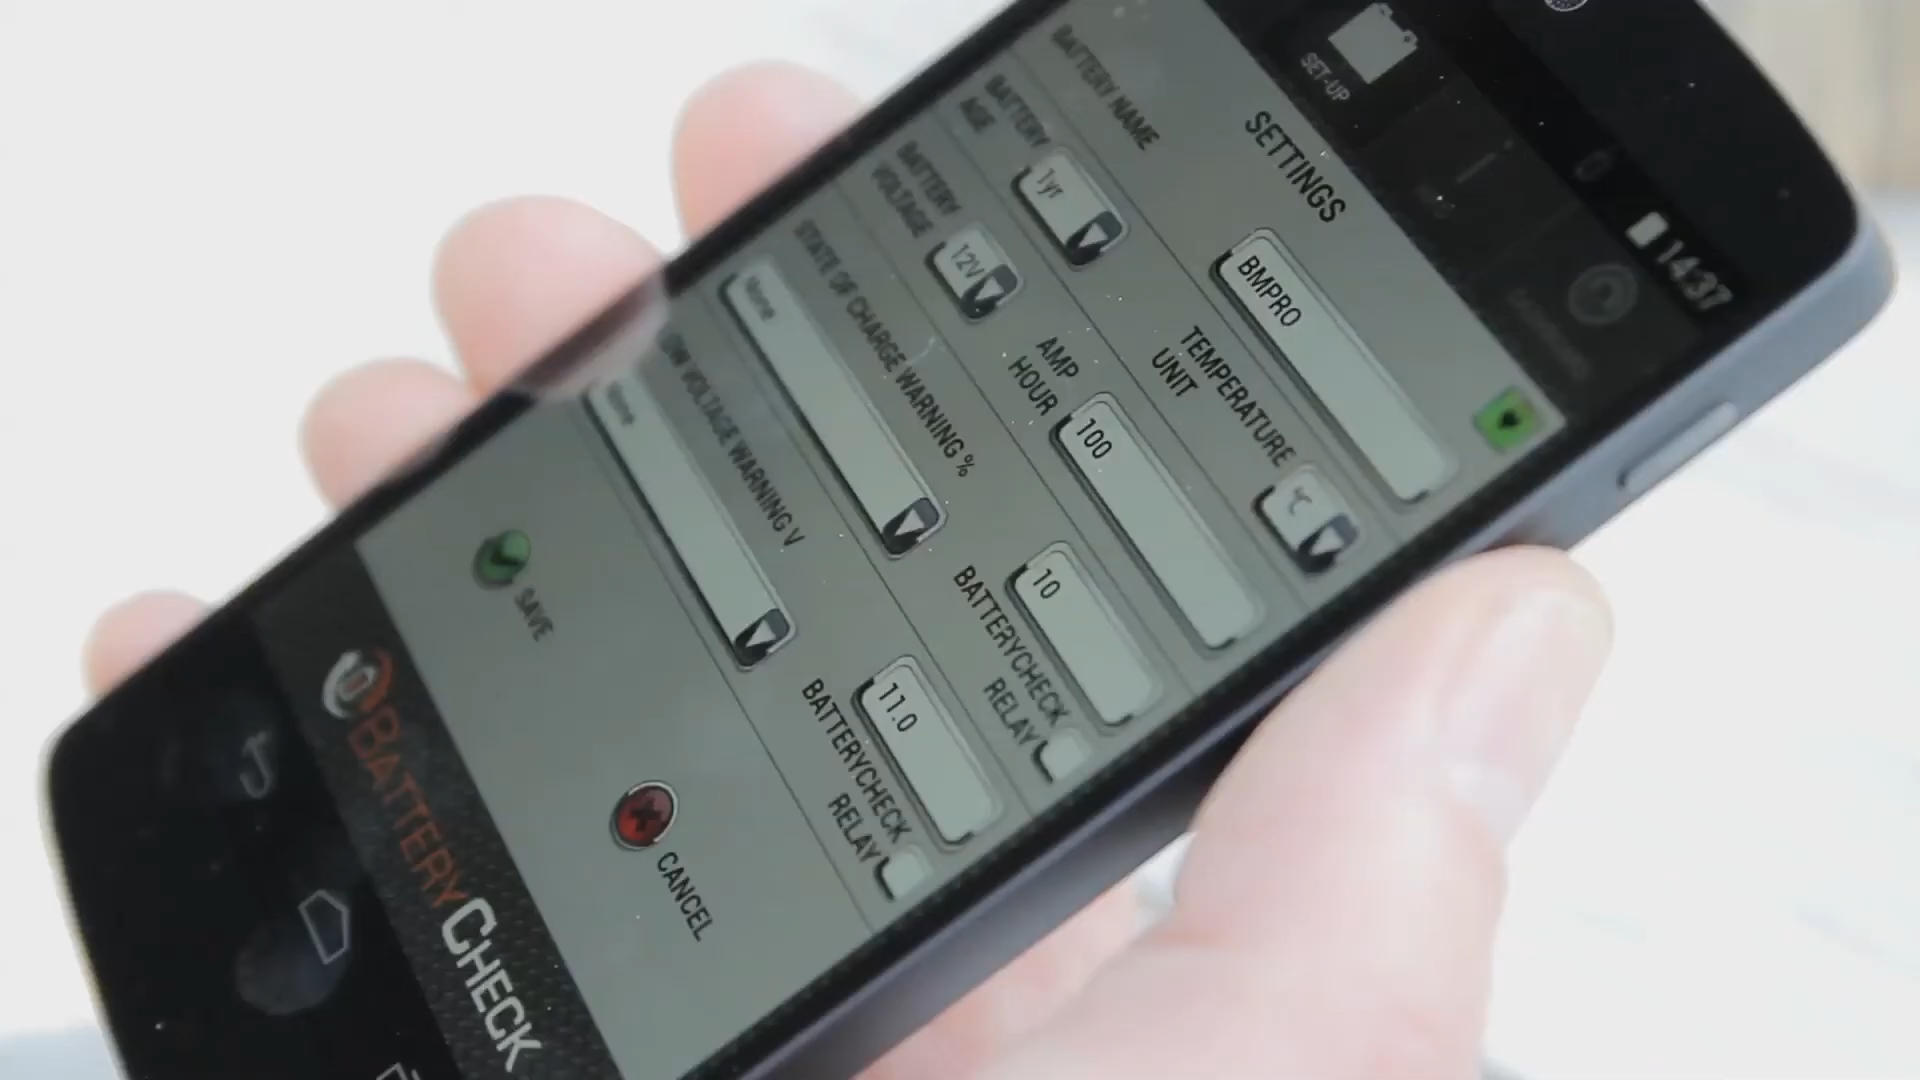 14:37
SET-UP
SETTINGS
BATTERY NAME
BMPRO
BATTERY
AGE
1yr
TEMPERATURE
UNIT
°C
BATTERY
VOLTAGE
12V
AMP
HOUR
100
STATE OF CHARGE WARNING %
None
10
BATTERYCHECK
RELAY
LOW VOLTAGE WARNING V
None
11.0
BATTERYCHECK
RELAY
SAVE
CANCEL
BATTERYCHECK